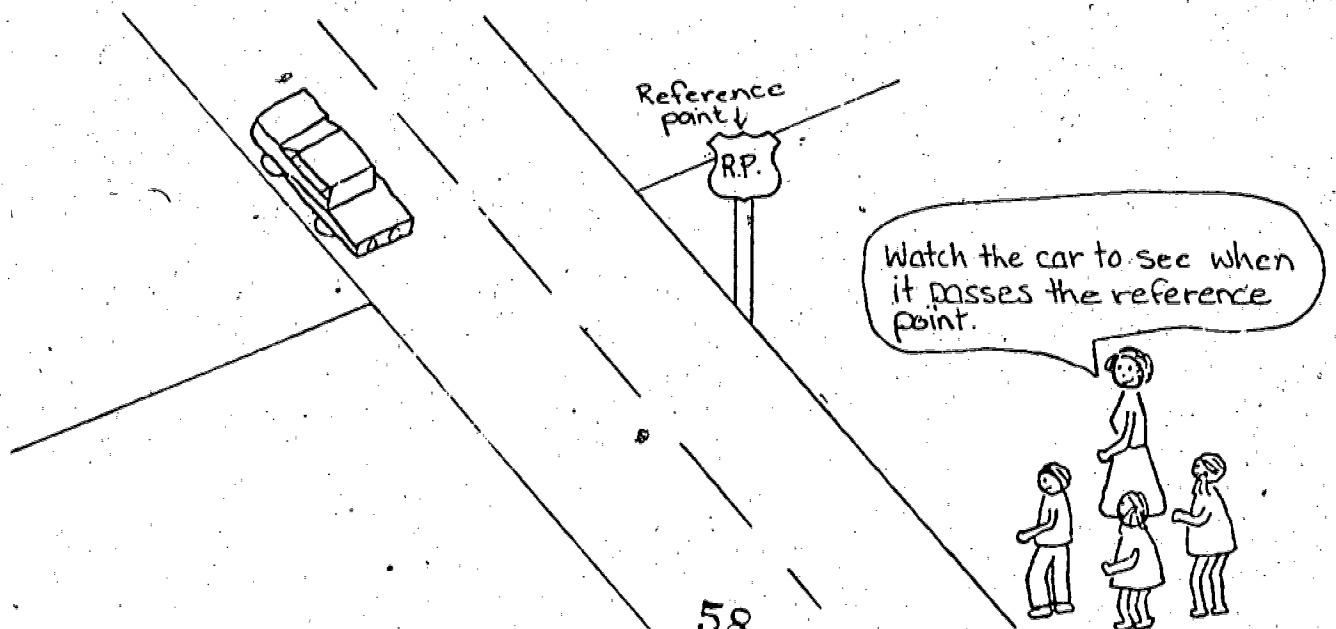 Reference
point
R.P.
Watch the car to see when
it passes the reference
point.
58